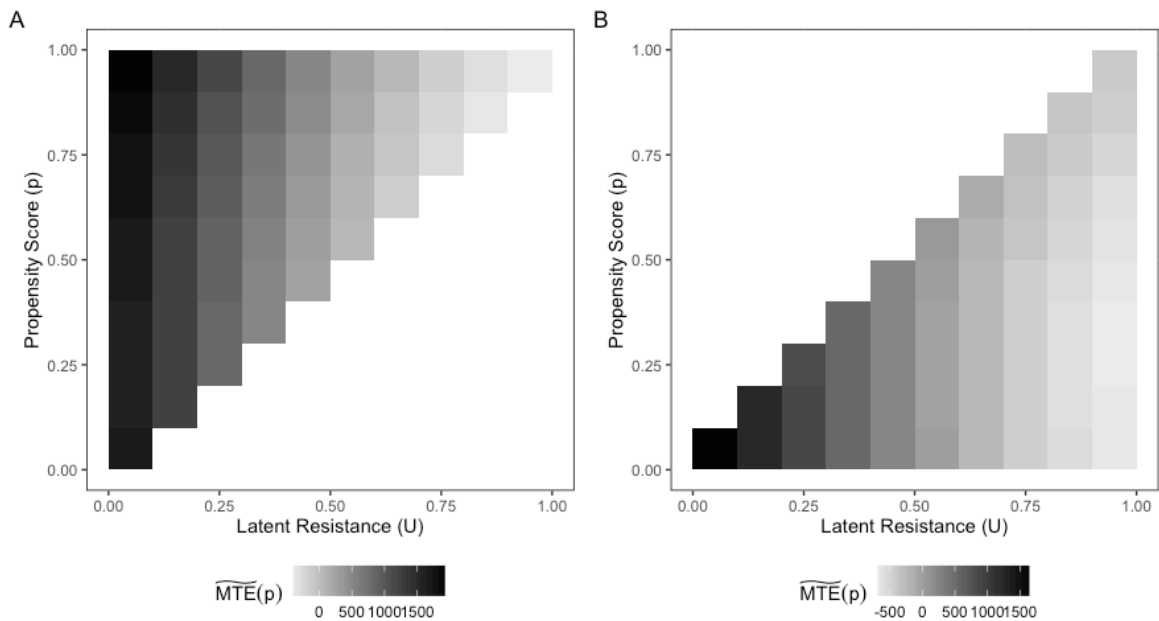 A
B
1.00
0.75
0.50
0.25
0.00
Propensity Score (p)
0.00 0.25 0.50 0.75 1.00
Latent Resistance (U)
MTE(p)
0 500 1000 1500
1.00
0.75
0.50
0.25
0.00
Propensity Score (p)
0.00 0.25 0.50 0.75 1.00
Latent Resistance (U)
MTE(p)
-500 0 500 1000 1500